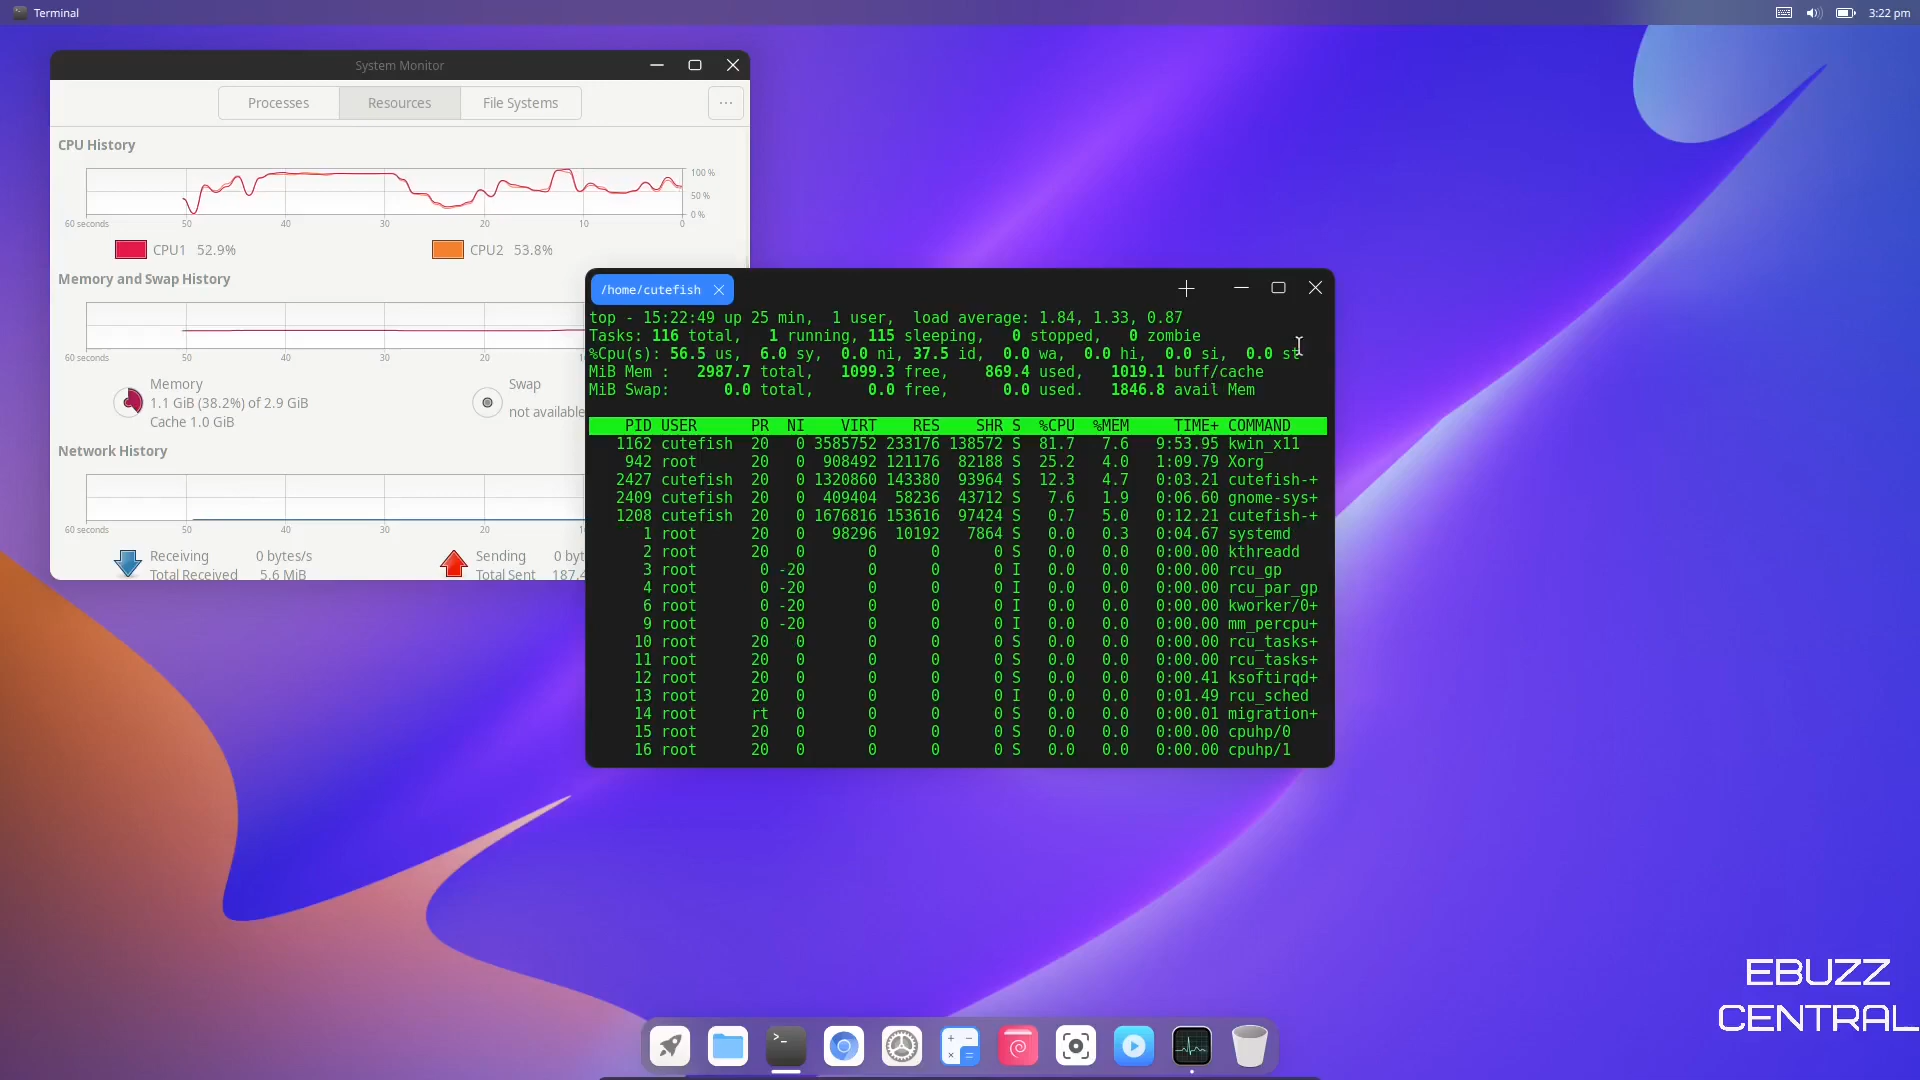 Terminal
3:22 pm
System Monitor
Processes Resources File Systems ...
CPU History
100 %
50 %
0 %
60 seconds 50 40 30 20 10 0
CPU1 52.9% CPU2 53.8%
Memory and Swap History
60 seconds 50 40 30 20
Memory
1.1 GiB (38.2%) of 2.9 GiB
Cache 1.0 GiB
Swap
not available
Network History
60 seconds 50 40 30 20
Receiving 0 bytes/s
Total Received 5.6 MiB
Sending 0 byt
Total Sent 187.4
/home/cutefish
top - 15:22:49 up 25 min,  1 user,  load average: 1.84, 1.33, 0.87
Tasks: 116 total,   1 running, 115 sleeping,   0 stopped,   0 zombie
%Cpu(s): 56.5 us,  6.0 sy,  0.0 ni, 37.5 id,  0.0 wa,  0.0 hi,  0.0 si,  0.0 st
MiB Mem :   2987.7 total,   1099.3 free,    869.4 used,   1019.1 buff/cache
MiB Swap:      0.0 total,      0.0 free,      0.0 used.   1846.8 avail Mem
PID USER PR NI VIRT RES SHR S %CPU %MEM TIME+ COMMAND
1162 cutefish 20 0 3585752 233176 138572 S 81.7 7.6 9:53.95 kwin_x11
942 root 20 0 908492 121176 82188 S 25.2 4.0 1:09.79 Xorg
2427 cutefish 20 0 1320860 143380 93964 S 12.3 4.7 0:03.21 cutefish-+
2409 cutefish 20 0 409404 58236 43712 S 7.6 1.9 0:06.60 gnome-sys+
1208 cutefish 20 0 1676816 153616 97424 S 0.7 5.0 0:12.21 cutefish-+
1 root 20 0 98296 10192 7864 S 0.0 0.3 0:04.67 systemd
2 root 20 0 0 0 0 S 0.0 0.0 0:00.00 kthreadd
3 root 0 -20 0 0 0 I 0.0 0.0 0:00.00 rcu_gp
4 root 0 -20 0 0 0 I 0.0 0.0 0:00.00 rcu_par_gp
6 root 0 -20 0 0 0 I 0.0 0.0 0:00.00 kworker/0+
9 root 0 -20 0 0 0 I 0.0 0.0 0:00.00 mm_percpu+
10 root 20 0 0 0 0 S 0.0 0.0 0:00.00 rcu_tasks+
11 root 20 0 0 0 0 S 0.0 0.0 0:00.00 rcu_tasks+
12 root 20 0 0 0 0 S 0.0 0.0 0:00.41 ksoftirqd+
13 root 20 0 0 0 0 I 0.0 0.0 0:01.49 rcu_sched
14 root rt 0 0 0 0 S 0.0 0.0 0:00.01 migration+
15 root 20 0 0 0 0 S 0.0 0.0 0:00.00 cpuhp/0
16 root 20 0 0 0 0 S 0.0 0.0 0:00.00 cpuhp/1
EBUZZ
CENTRAL